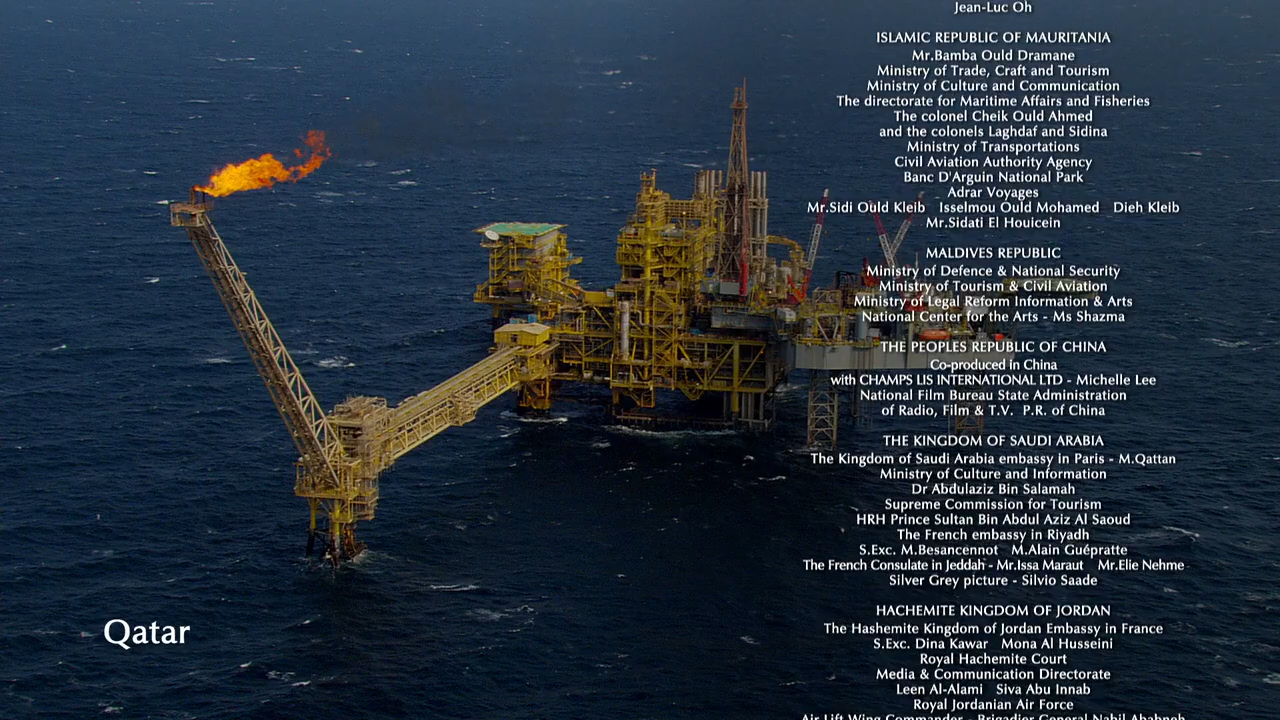 Jean-Luc Oh
ISLAMIC REPUBLIC OF MAURITANIA
Mr.Bamba Ould Dramane
Ministry of Trade, Craft and Tourism
Ministry of Culture and Communication
The directorate for Maritime Affairs and Fisheries
The colonel Cheik Ould Ahmed
and the colonels Laghdaf and Sidina
Ministry of Transportations
Civil Aviation Authority Agency
Banc D'Arguin National Park
Adrar Voyages
Mr.Sidi Ould Kleib Isselmou Ould Mohamed Dieh Kleib
Mr.Sidati El Houicein
MALDIVES REPUBLIC
Ministry of Defence & National Security
Ministry of Tourism & Civil Aviation
Ministry of Legal Reform Information & Arts
National Center for the Arts - Ms Shazma
THE PEOPLES REPUBLIC OF CHINA
Co-produced in China
with CHAMPS LIS INTERNATIONAL LTD - Michelle Lee
National Film Bureau State Administration
of Radio, Film & T.V. P.R. of China
THE KINGDOM OF SAUDI ARABIA
The Kingdom of Saudi Arabia embassy in Paris - M.Qattan
Ministry of Culture and Information
Dr Abdulaziz Bin Salamah
Supreme Commission for Tourism
HRH Prince Sultan Bin Abdul Aziz Al Saoud
The French embassy in Riyadh
S.Exc. M.Besancennot M.Alain Guépratte
The French Consulate in Jeddah - Mr.Issa Maraut Mr.Elie Nehme
Silver Grey picture - Silvio Saade
HACHEMITE KINGDOM OF JORDAN
The Hashemite Kingdom of Jordan Embassy in France
S.Exc. Dina Kawar Mona Al Husseini
Royal Hachemite Court
Media & Communication Directorate
Leen Al-Alami Siva Abu Innab
Royal Jordanian Air Force
Air Lift Wing Commander - Brigadier General Nabil Ababneh
Qatar